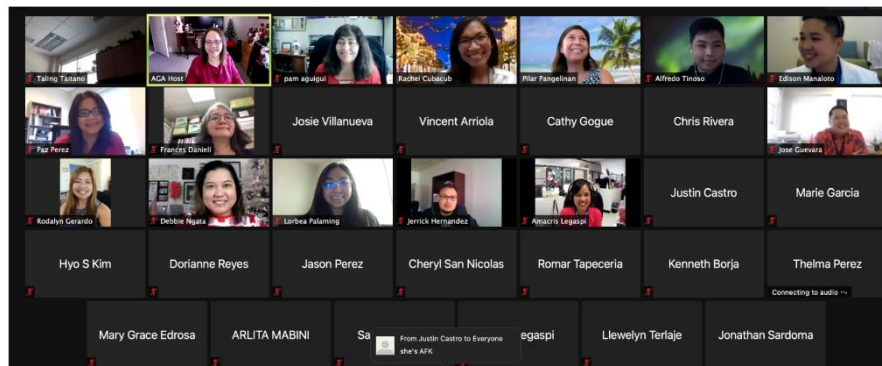 Taling Taitano
AGA Host
pam aguigui
Rachel Cubacub
Pilar Pangelinan
Alfredo Tinoso
Edison Manaloto
Paz Perez
Frances Danieli
Josie Villanueva
Vincent Arriola
Cathy Gogue
Chris Rivera
Jose Guevara
Rodalyn Gerardo
Debbie Ngata
Lorbea Palaming
Jerrick Hernandez
Amacris Legaspi
Justin Castro
Marie Garcia
Hyo S Kim
Dorianne Reyes
Jason Perez
Cheryl San Nicolas
Romar Tapeceria
Kenneth Borja
Thelma Perez
Connecting to audio
Mary Grace Edrosa
ARLITA MABINI
Sa
egaspi
Llewelyn Terlaje
Jonathan Sardoma
From Justin Castro to Everyone
she's AFK